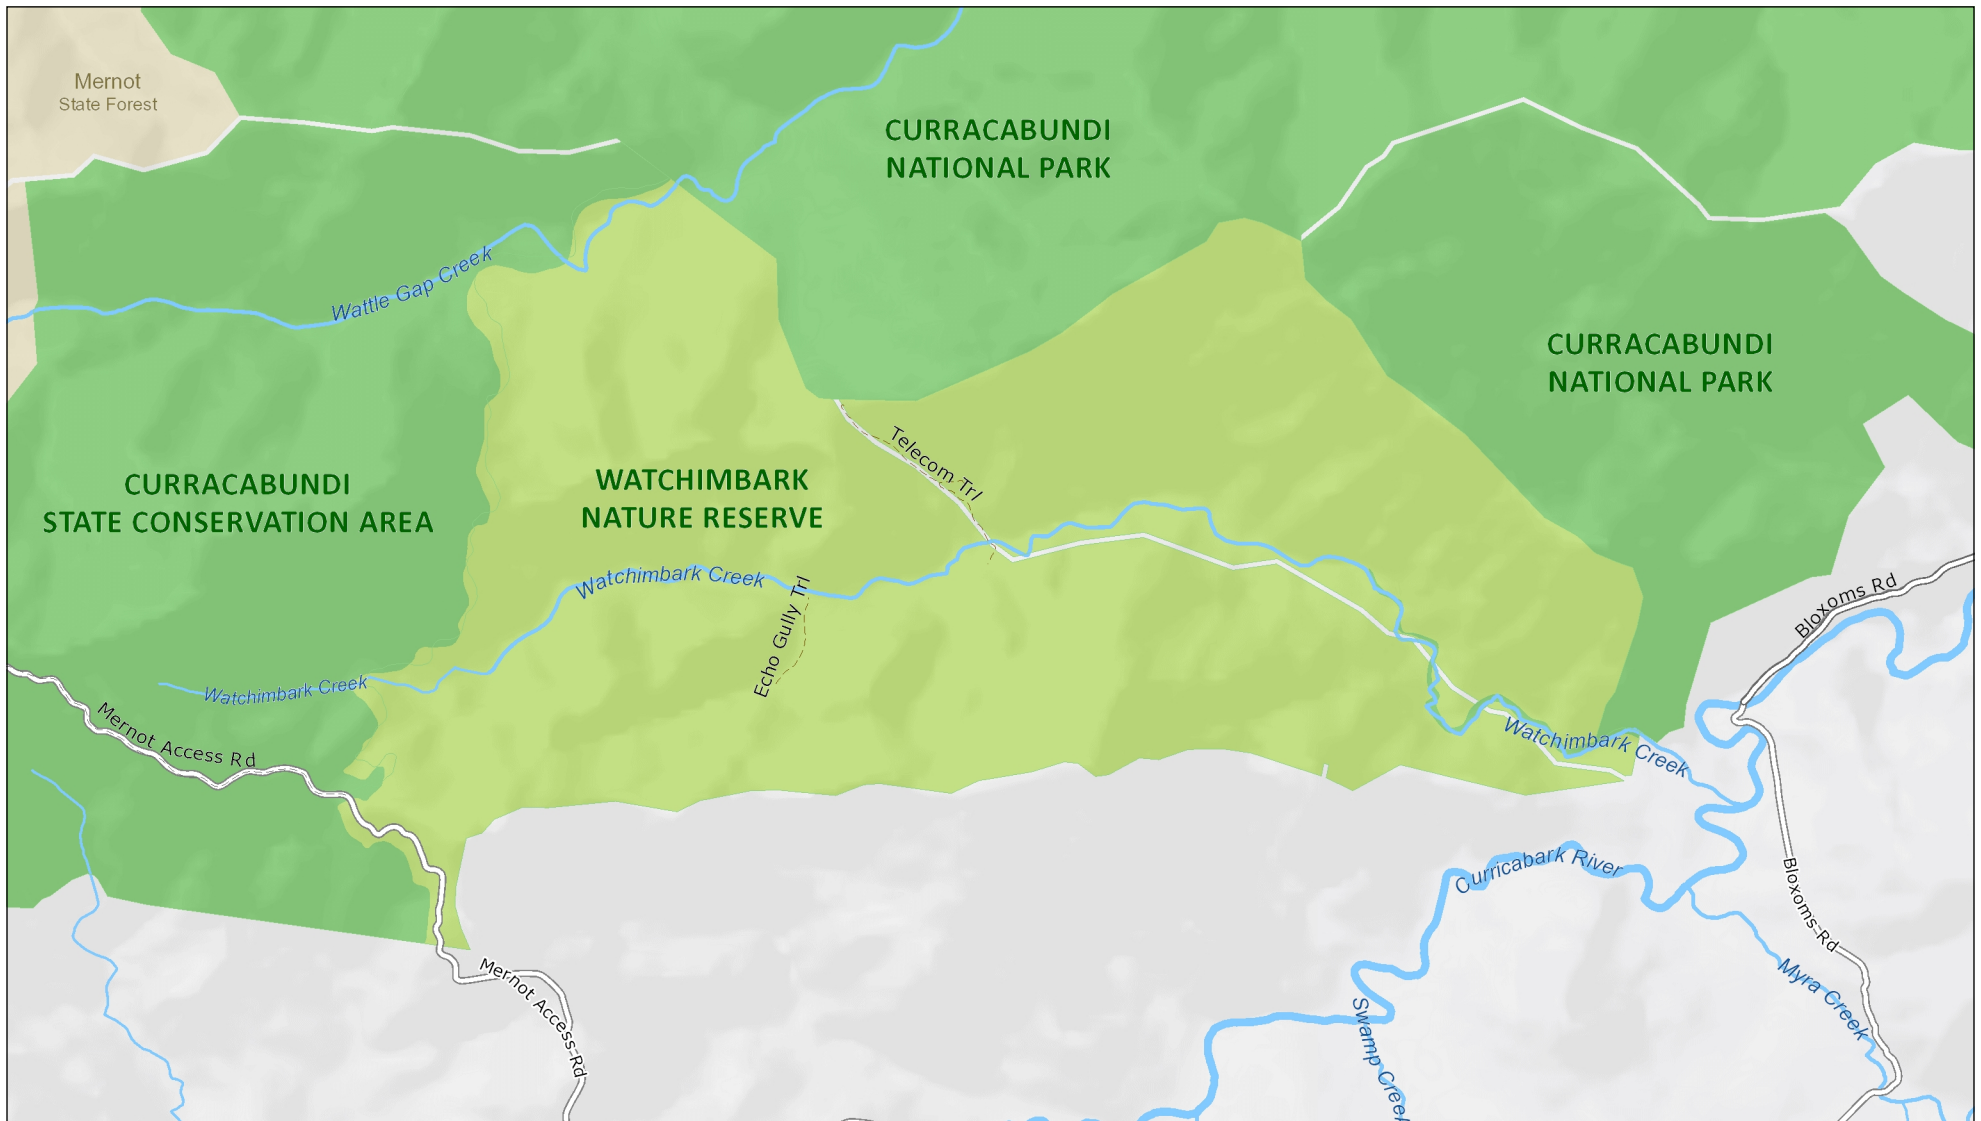 Mernot
State Forest
CURRACABUNDI
NATIONAL PARK
Wattle Gap Creek
CURRACABUNDI
NATIONAL PARK
Telecom Trl
CURRACABUNDI
STATE CONSERVATION AREA
WATCHIMBARK
NATURE RESERVE
Watchimbark Creek
Echo Gully Trl
Bloxoms Rd
Watchimbark Creek
Mernot Access Rd
Watchimbark Creek
Curricabark River
Bloxoms Rd
Mernot Access Rd
Myra Creek
Swamp Creek